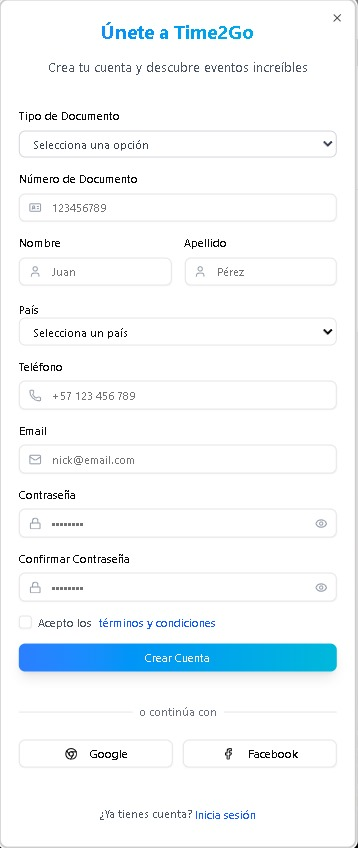 Únete a Time2Go
Crea tu cuenta y descubre eventos increíbles
Tipo de Documento
Selecciona una opción
Número de Documento
123456789
Nombre Apellido
Juan Pérez
País
Selecciona un país
Teléfono
+57 123 456 789
Email
nick@email.com
Contraseña
••••••••
Confirmar Contraseña
••••••••
Acepto los términos y condiciones
Crear Cuenta
o continúa con
Google Facebook
¿Ya tienes cuenta? Inicia sesión